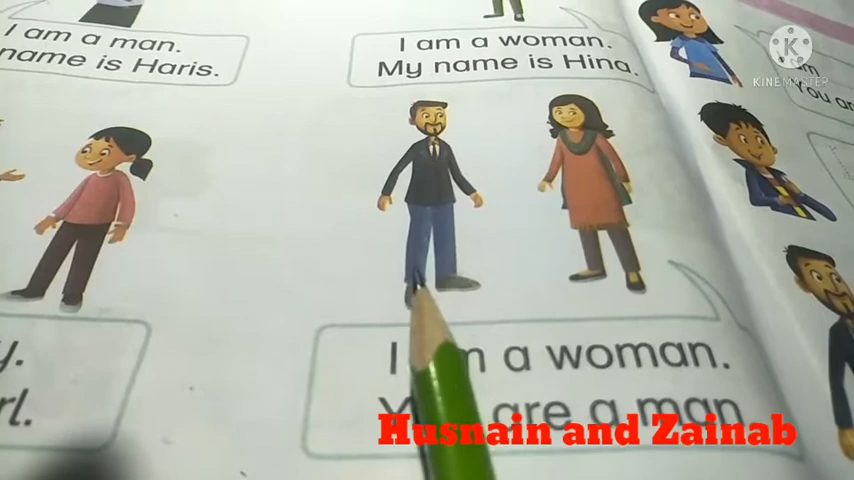 I am a man.
name is Haris.
I am a woman.
My name is Hina.
KINEMASTER
I am a woman.
are a man
Husnain and Zainab